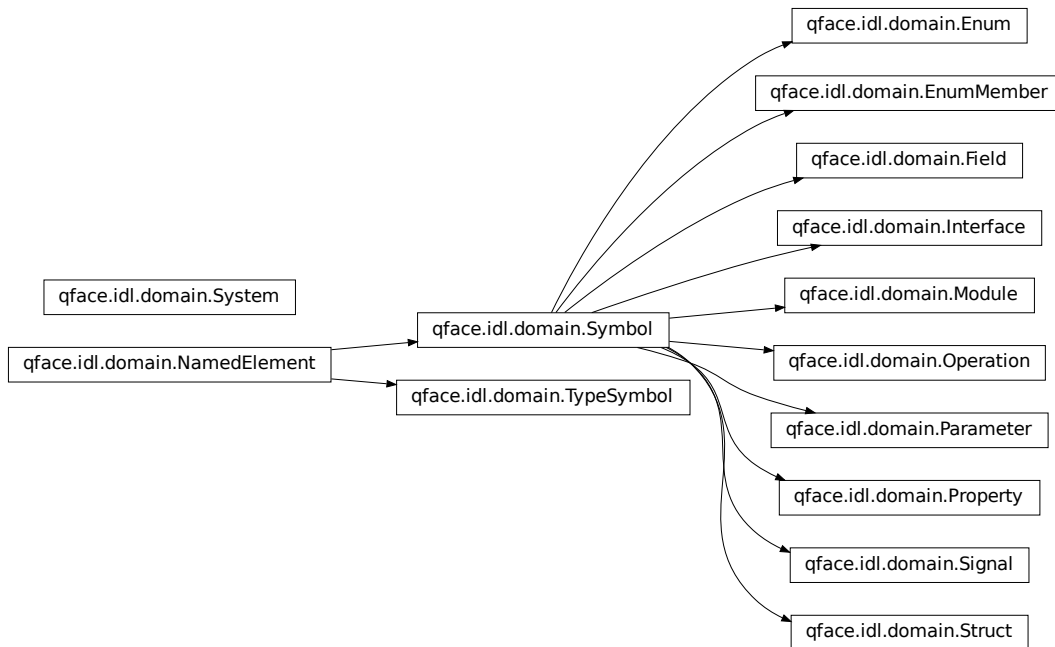 qface.idl.domain.Enum
qface.idl.domain.EnumMember
qface.idl.domain.Field
qface.idl.domain.Interface
qface.idl.domain.System
qface.idl.domain.Module
qface.idl.domain.Symbol
qface.idl.domain.NamedElement
qface.idl.domain.Operation
qface.idl.domain.TypeSymbol
qface.idl.domain.Parameter
qface.idl.domain.Property
qface.idl.domain.Signal
qface.idl.domain.Struct